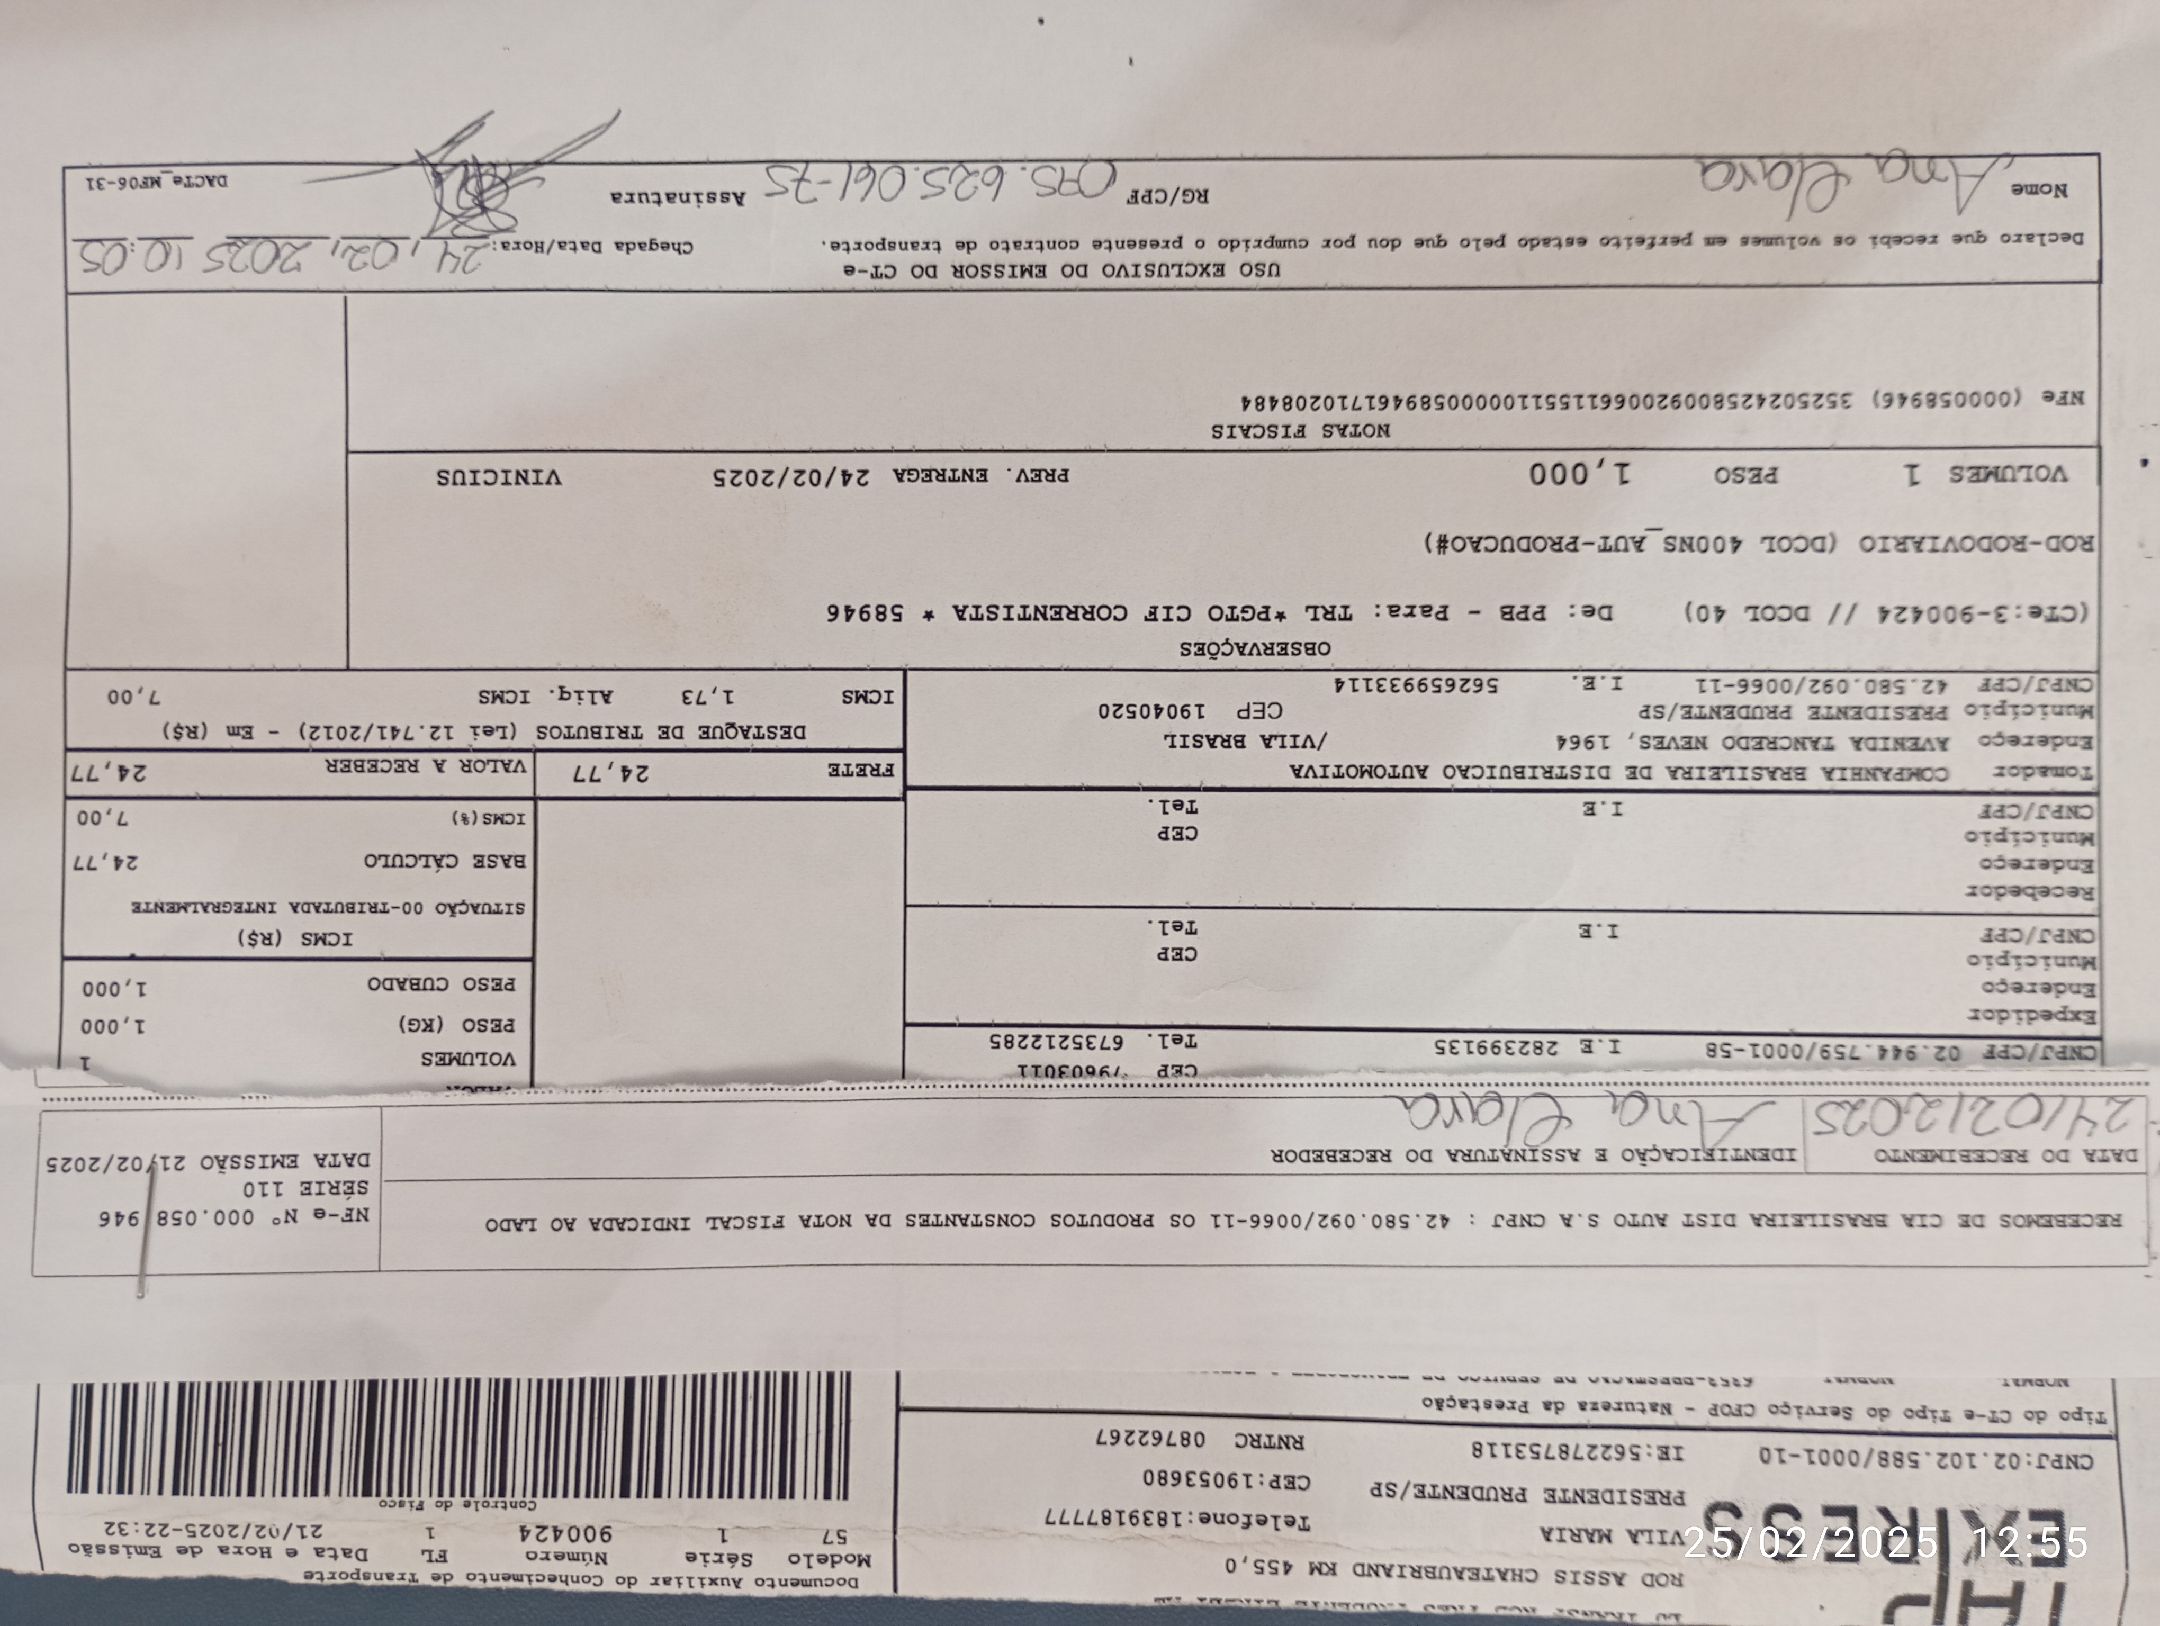 EXPRESS
ROD ASSIS CHATEAUBRIAND KM 455,0
VILA MARIA Telefone:1839187777
PRESIDENTE PRUDENTE/SP CEP:19053680
CNPJ:02.102.588/0001-10 IE:562278753118 RNTRC 08762267
Tipo do CT-e Tipo do Serviço CFOP - Natureza da Prestação
NORMAL NORMAL
Documento Auxiliar do Conhecimento de Transporte
Modelo Série Número FL Data e Hora de Emissão
57 1 900424 1 21/02/2025-22:32
Controle do Fisco
RECEBEMOS DE CIA BRASILEIRA DIST AUTO S.A CNPJ : 42.580.092/0066-11 OS PRODUTOS CONSTANTES DA NOTA FISCAL INDICADA AO LADO
NF-e Nº 000.058 946
SÉRIE 110
DATA EMISSÃO 21/02/2025
DATA DO RECEBIMENTO IDENTIFICAÇÃO E ASSINATURA DO RECEBEDOR
24/02/2025 Ana Clara
CEP 79603011
CNPJ/CPF 02.944.759/0001-58 I.E 282399135 Tel. 6735212285
Expedidor
Endereço
Município CEP
CNPJ/CPF I.E Tel.
Recebedor
Endereço
Município CEP
CNPJ/CPF I.E Tel.
Tomador COMPANHIA BRASILEIRA DE DISTRIBUICAO AUTOMOTIVA
Endereço AVENIDA TANCREDO NEVES, 1964 /VILA BRASIL
Município PRESIDENTE PRUDENTE/SP CEP 19040520
CNPJ/CPF 42.580.092/0066-11 I.E. 562659933114
VOLUMES 1
PESO (KG) 1,000
PESO CUBADO 1,000
ICMS (R$)
SITUAÇÃO 00-TRIBUTADA INTEGRALMENTE
BASE CÁLCULO 24,77
ICMS(%) 7,00
FRETE 24,77 VALOR A RECEBER 24,77
DESTAQUE DE TRIBUTOS (Lei 12.741/2012) - Em (R$)
ICMS 1,73 Aliq. ICMS 7,00
OBSERVAÇÕES
(CTe:3-900424 // DCOL 40) De: PPB - Para: TRL *PGTO CIF CORRENTISTA * 58946
ROD-RODOVIARIO (DCOL 400NS_AUT-PRODUCAO#)
VOLUMES 1 PESO 1,000 PREV. ENTREGA 24/02/2025 VINICIUS
NOTAS FISCAIS
NFe (000058946) 35250242580092006611551100000589461710208484
USO EXCLUSIVO DO EMISSOR DO CT-e
Declaro que recebi os volumes em perfeito estado pelo que dou por cumprido o presente contrato de transporte. Chegada Data/Hora: 24,02,2025 10:05
Nome Ana Clara RG/CPF 095.625.061-75 Assinatura
DACTe_MF06-31
25/02/2025 12:55